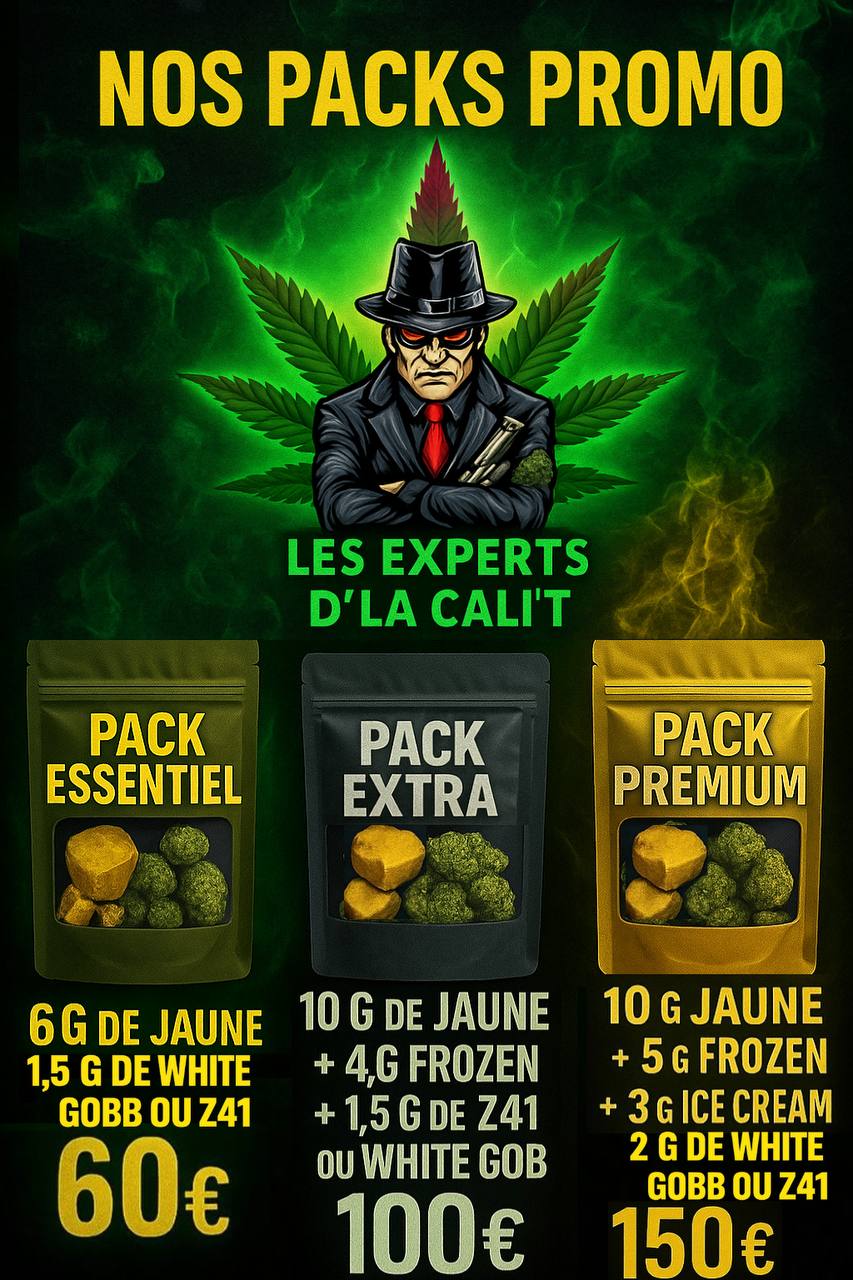 NOS PACKS PROMO
LES EXPERTS
D'LA CALI'T
PACK
ESSENTIEL
6 G DE JAUNE
1,5 G DE WHITE
GOBB OU Z41
60€
PACK
EXTRA
10 G DE JAUNE
+ 4,G FROZEN
+ 1,5 G DE Z41
OU WHITE GOB
100€
PACK
PREMIUM
10 G JAUNE
+ 5 G FROZEN
+ 3 G ICE CREAM
2 G DE WHITE
GOBB OU Z41
150€